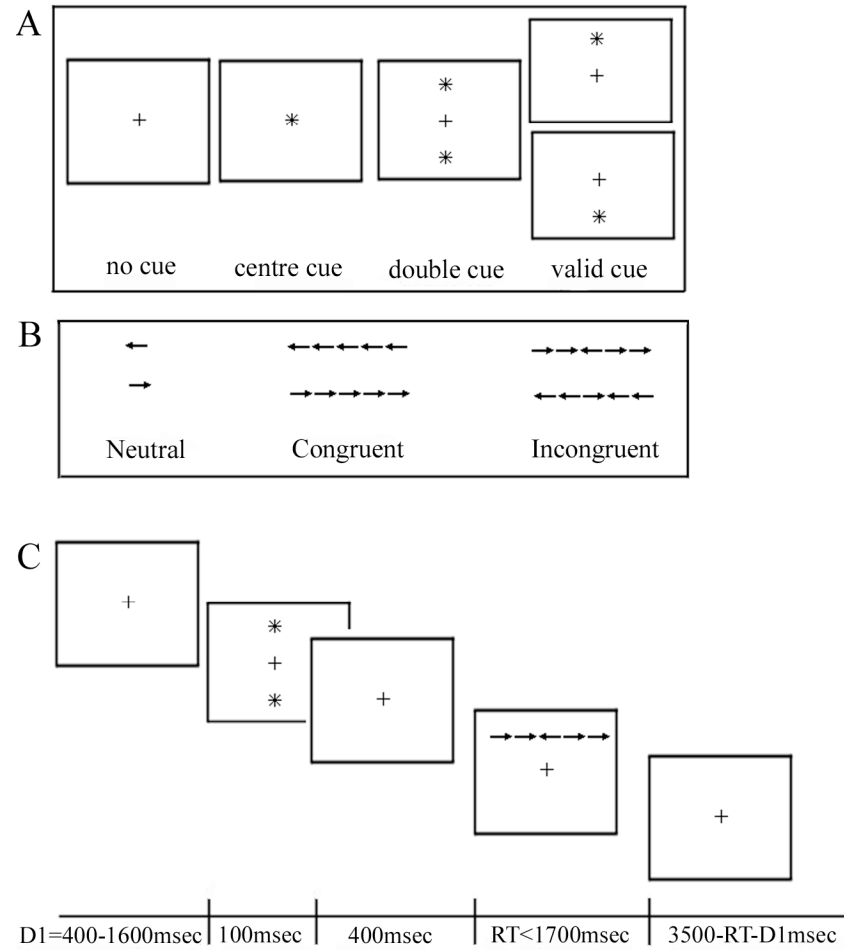 A
no cue
centre cue
double cue
valid cue
B
Neutral
Congruent
Incongruent
C
D1=400-1600msec
100msec
400msec
RT<1700msec
3500-RT-D1msec